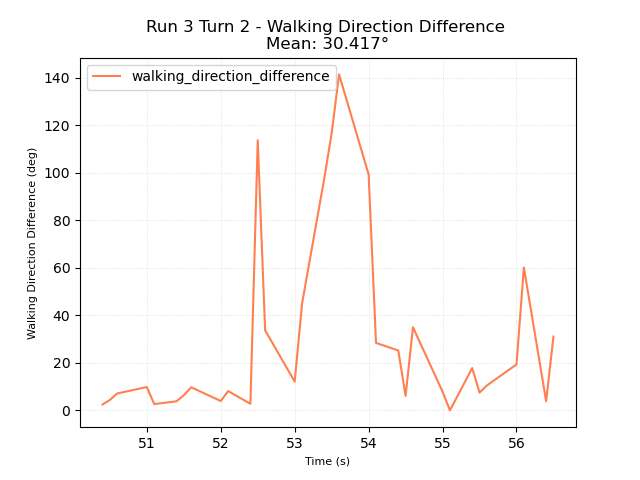 Run 3 Turn 2 - Walking Direction Difference
Mean: 30.417°
walking_direction_difference
Walking Direction Difference (deg)
140
120
100
80
60
40
20
0
51 52 53 54 55 56
Time (s)